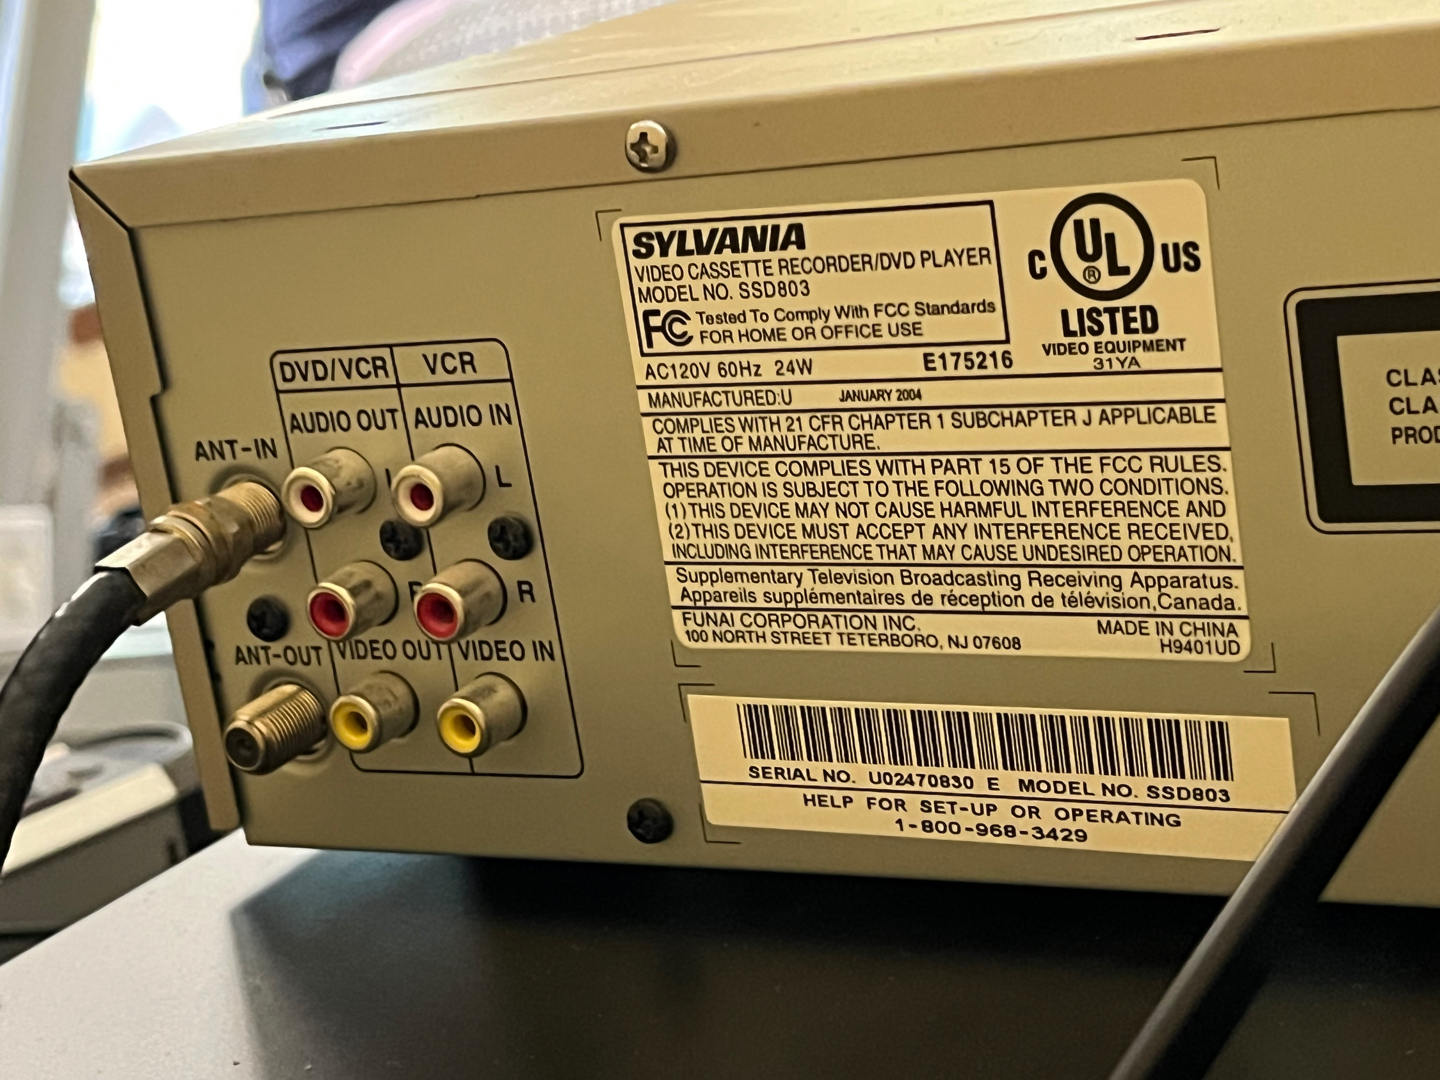 DVD/VCR VCR
AUDIO OUT AUDIO IN
ANT-IN
L
R
ANT-OUT VIDEO OUT VIDEO IN
SYLVANIA
VIDEO CASSETTE RECORDER/DVD PLAYER
MODEL NO. SSD803
FC Tested To Comply With FCC Standards
FOR HOME OR OFFICE USE
C UL ® US
LISTED
VIDEO EQUIPMENT
31YA
AC120V 60Hz 24W E175216
MANUFACTURED:U JANUARY 2004
COMPLIES WITH 21 CFR CHAPTER 1 SUBCHAPTER J APPLICABLE
AT TIME OF MANUFACTURE.
THIS DEVICE COMPLIES WITH PART 15 OF THE FCC RULES.
OPERATION IS SUBJECT TO THE FOLLOWING TWO CONDITIONS.
(1) THIS DEVICE MAY NOT CAUSE HARMFUL INTERFERENCE AND
(2) THIS DEVICE MUST ACCEPT ANY INTERFERENCE RECEIVED,
INCLUDING INTERFERENCE THAT MAY CAUSE UNDESIRED OPERATION.
Supplementary Television Broadcasting Receiving Apparatus.
Appareils supplémentaires de réception de télévision,Canada.
FUNAI CORPORATION INC. MADE IN CHINA
100 NORTH STREET TETERBORO, NJ 07608 H9401UD
SERIAL NO. U02470830 E MODEL NO. SSD803
HELP FOR SET-UP OR OPERATING
1-800-968-3429